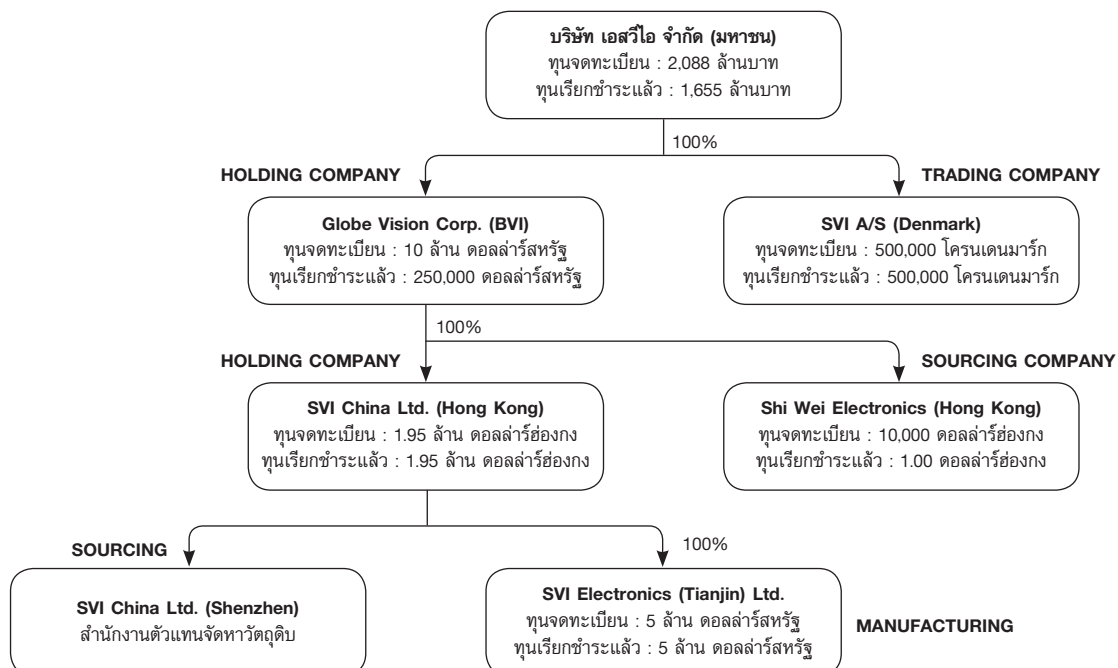 บริษัท เอสวีไอ จำกัด (มหาชน)
ทุนจดทะเบียน : 2,088 ล้านบาท
ทุนเรียกชำระแล้ว : 1,655 ล้านบาท
100%
HOLDING COMPANY
TRADING COMPANY
Globe Vision Corp. (BVI)
ทุนจดทะเบียน : 10 ล้าน ดอลล่าร์สหรัฐ
ทุนเรียกชำระแล้ว : 250,000 ดอลล่าร์สหรัฐ
SVI A/S (Denmark)
ทุนจดทะเบียน : 500,000 โครนเดนมาร์ก
ทุนเรียกชำระแล้ว : 500,000 โครนเดนมาร์ก
100%
HOLDING COMPANY
SOURCING COMPANY
SVI China Ltd. (Hong Kong)
ทุนจดทะเบียน : 1.95 ล้าน ดอลล่าร์ฮ่องกง
ทุนเรียกชำระแล้ว : 1.95 ล้าน ดอลล่าร์ฮ่องกง
Shi Wei Electronics (Hong Kong)
ทุนจดทะเบียน : 10,000 ดอลล่าร์ฮ่องกง
ทุนเรียกชำระแล้ว : 1.00 ดอลล่าร์ฮ่องกง
SOURCING
100%
SVI China Ltd. (Shenzhen)
สำนักงานตัวแทนจัดหาวัตถุดิบ
SVI Electronics (Tianjin) Ltd.
ทุนจดทะเบียน : 5 ล้าน ดอลล่าร์สหรัฐ
ทุนเรียกชำระแล้ว : 5 ล้าน ดอลล่าร์สหรัฐ
MANUFACTURING